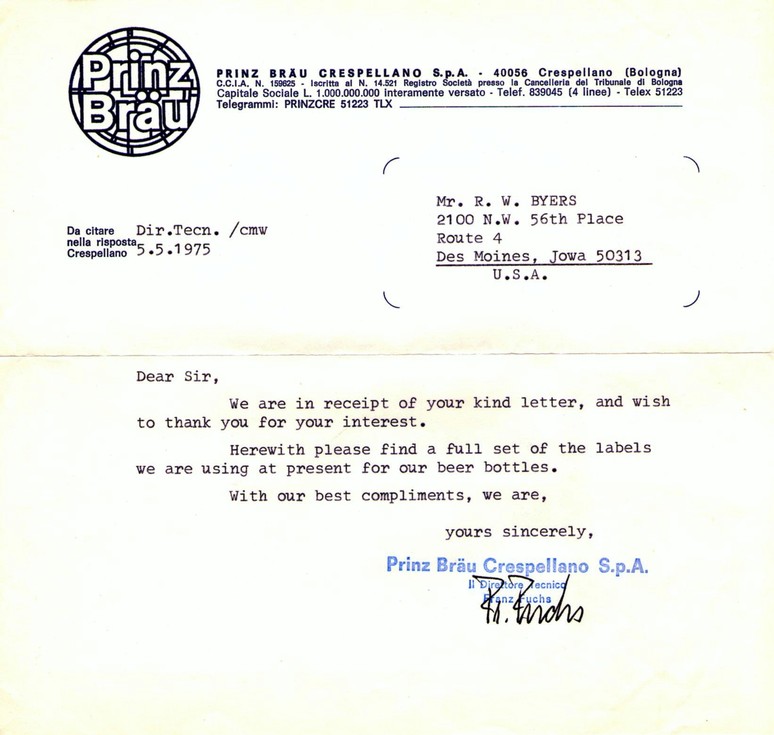 Prinz
Bräu
PRINZ BRÄU CRESPELLANO S.p.A. - 40056 Crespellano (Bologna)
C.C.I.A. N. 159625 - Iscritta al N. 14.521 Registro Società presso la Cancelleria del Tribunale di Bologna
Capitale Sociale L. 1.000.000.000 interamente versato - Telef. 839045 (4 linee) - Telex 51223
Telegrammi: PRINZCRE 51223 TLX
Mr. R. W. BYERS
2100 N.W. 56th Place
Route 4
Des Moines, Jowa 50313
U.S.A.
Da citare
nella risposta
Dir.Tecn. /cmw
Crespellano 5.5.1975
Dear Sir,
We are in receipt of your kind letter, and wish
to thank you for your interest.
Herewith please find a full set of the labels
we are using at present for our beer bottles.
With our best compliments, we are,
yours sincerely,
Prinz Bräu Crespellano S.p.A.
Il Direttore Tecnico
Franz Fuchs
Fr. Fuchs